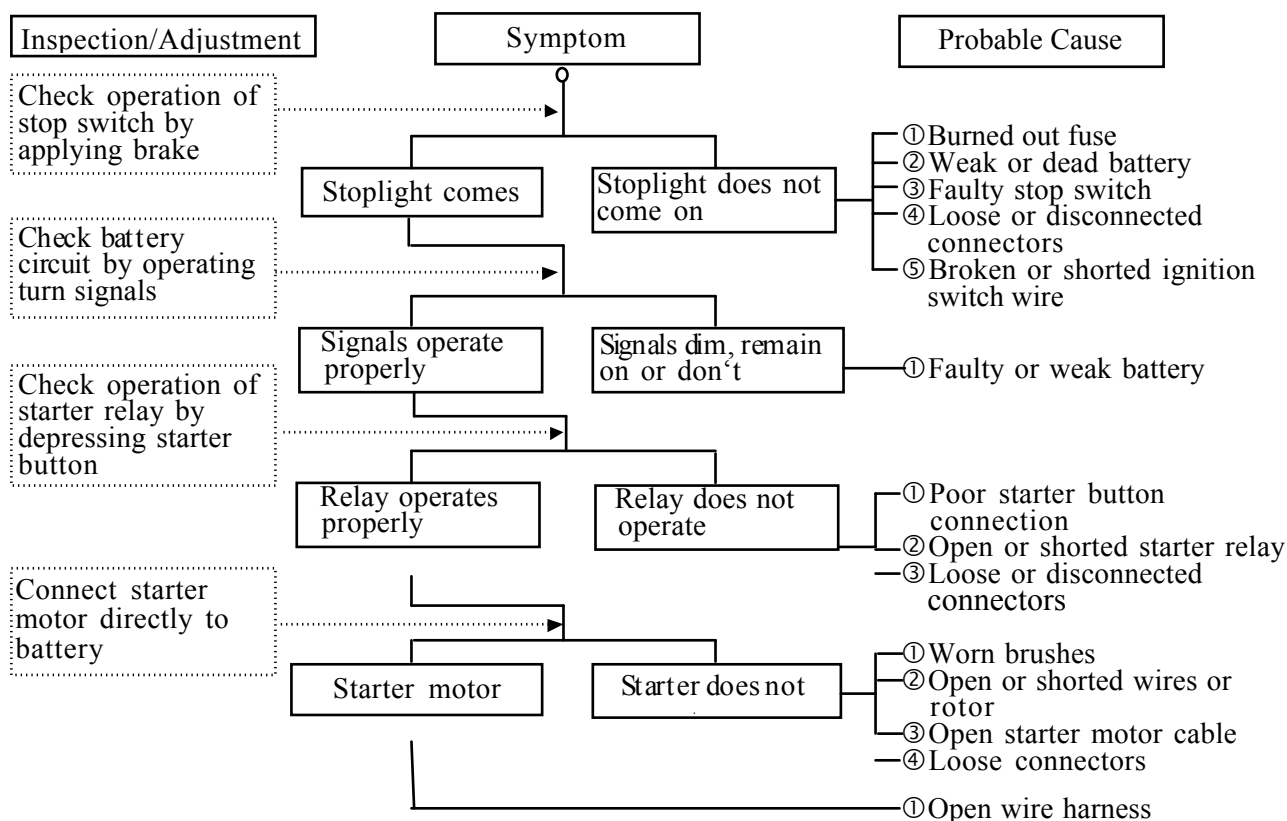 Inspection/Adjustment
Symptom
Probable Cause
Check operation of
stop switch by
applying brake
Stoplight comes
Stoplight does not
come on
①Burned out fuse
②Weak or dead battery
③Faulty stop switch
④Loose or disconnected
connectors
⑤Broken or shorted ignition
switch wire
Check battery
circuit by operating
turn signals
Signals operate
properly
Signals dim, remain
on or don‘t
①Faulty or weak battery
Check operation of
starter relay by
depressing starter
button
Relay operates
properly
Relay does not
operate
①Poor starter button
connection
②Open or shorted starter relay
③Loose or disconnected
connectors
Connect starter
motor directly to
battery
Starter motor
Starter does not
①Worn brushes
②Open or shorted wires or
rotor
③Open starter motor cable
④Loose connectors
①Open wire harness